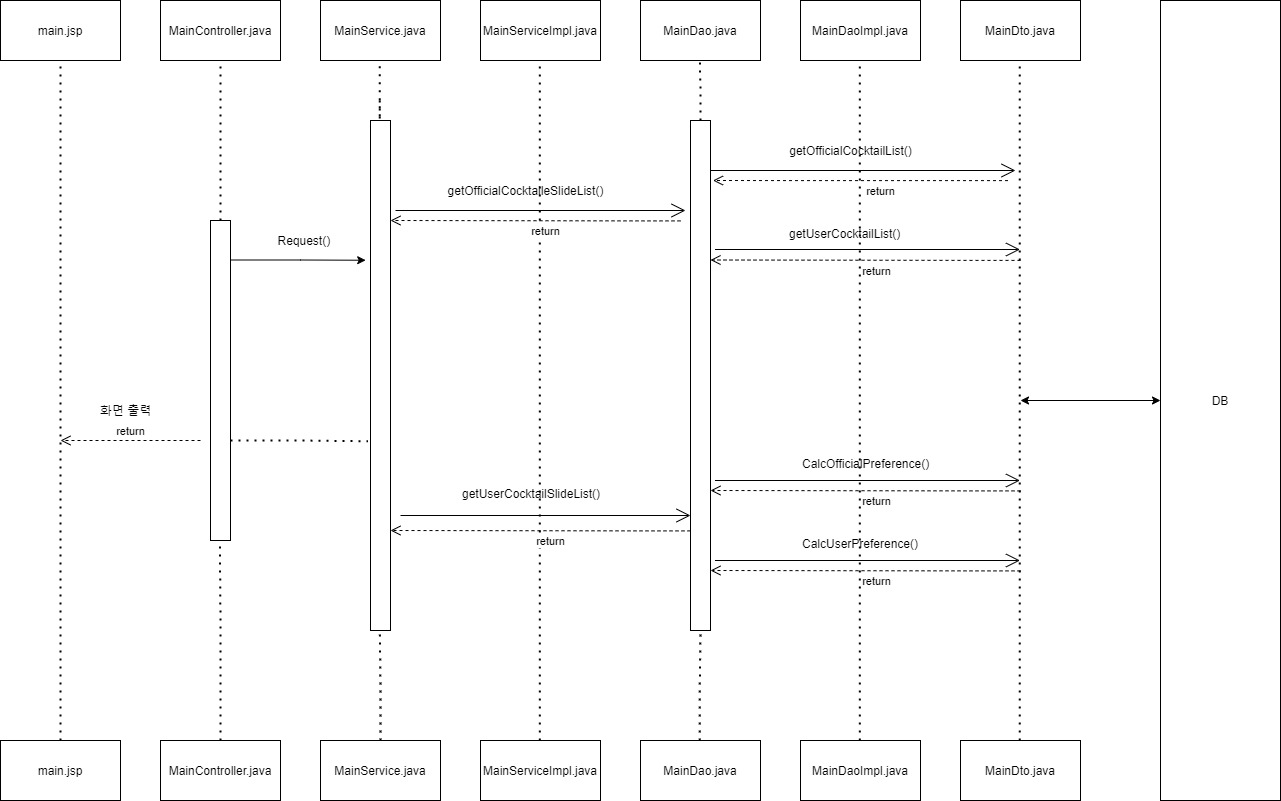 main.jsp
MainController.java
MainService.java
MainServiceImpl.java
MainDao.java
MainDaoImpl.java
MainDto.java
getOfficialCocktailList()
return
getOfficialCocktaileSlideList()
return
getUserCocktailList()
Request()
return
DB
화면 출력
return
CalcOfficialPreference()
getUserCocktailSlideList()
return
return
CalcUserPreference()
return
main.jsp
MainController.java
MainService.java
MainServiceImpl.java
MainDao.java
MainDaoImpl.java
MainDto.java